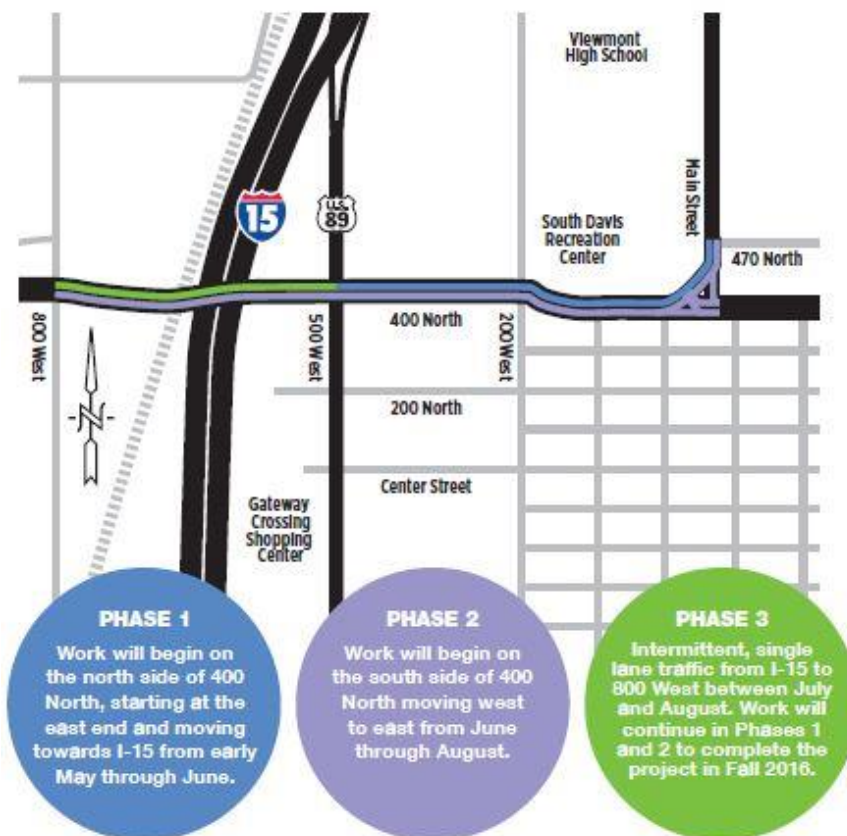 Viewmont
High School
Main Street
15
U.S.
89
South Davis
Recreation
Center
470 North
800 West
500 West
400 North
200 West
N
200 North
Center Street
Gateway
Crossing
Shopping
Center
PHASE 1
Work will begin on
the north side of 400
North, starting at the
east end and moving
towards I-15 from early
May through June.
PHASE 2
Work will begin on
the south side of 400
North moving west
to east from June
through August.
PHASE 3
Intermittent, single
lane traffic from I-15 to
800 West between July
and August. Work will
continue in Phases 1
and 2 to complete the
project in Fall 2016.